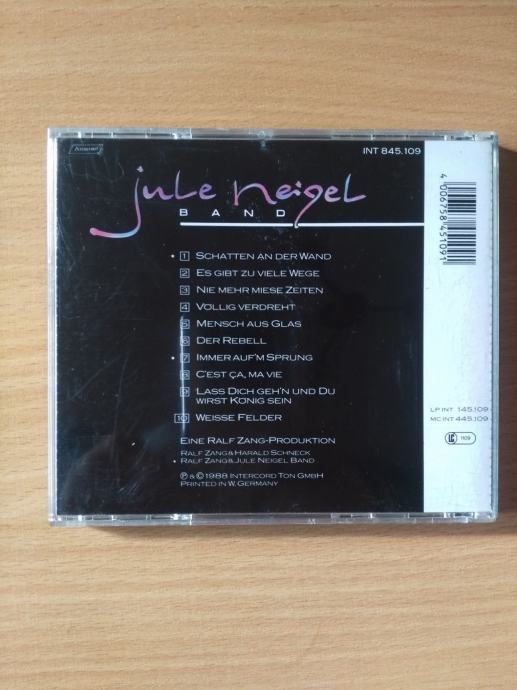 INT 845.109
jule neigel
BAND
• 1 SCHATTEN AN DER WAND
2 ES GIBT ZU VIELE WEGE
3 NIE MEHR MIESE ZEITEN
4 VÖLLIG VERDREHT
5 MENSCH AUS GLAS
6 DER REBELL
• 7 IMMER AUF'M SPRUNG
8 C'EST ÇA, MA VIE
9 LASS DICH GEH'N UND DU
WIRST KÖNIG SEIN
10 WEISSE FELDER
EINE RALF ZANG-PRODUKTION
RALF ZANG & HARALD SCHNECK
• RALF ZANG & JULE NEIGEL BAND
℗ & © 1988 INTERCORD TON GMBH
PRINTED IN W. GERMANY
4 006758 451091
LP INT 145.109
MC INT 445.109
LC 1109